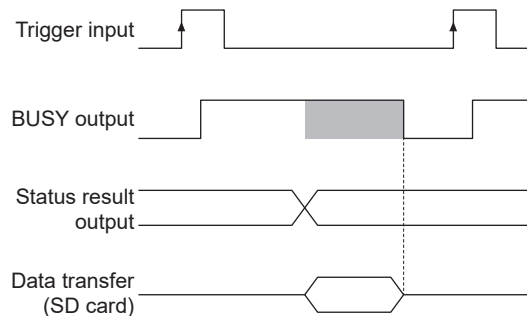 Trigger input
BUSY output
Status result
output
Data transfer
(SD card)